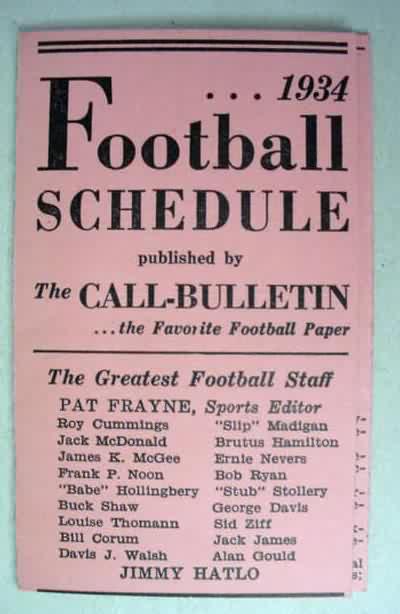 ... 1934
Football
SCHEDULE
published by
The CALL-BULLETIN
...the Favorite Football Paper
The Greatest Football Staff
PAT FRAYNE, Sports Editor
Roy Cummings "Slip" Madigan
Jack McDonald Brutus Hamilton
James K. McGee Ernie Nevers
Frank P. Noon Bob Ryan
"Babe" Hollingbery "Stub" Stollery
Buck Shaw George Davis
Louise Thomann Sid Ziff
Bill Corum Jack James
Davis J. Walsh Alan Gould
JIMMY HATLO